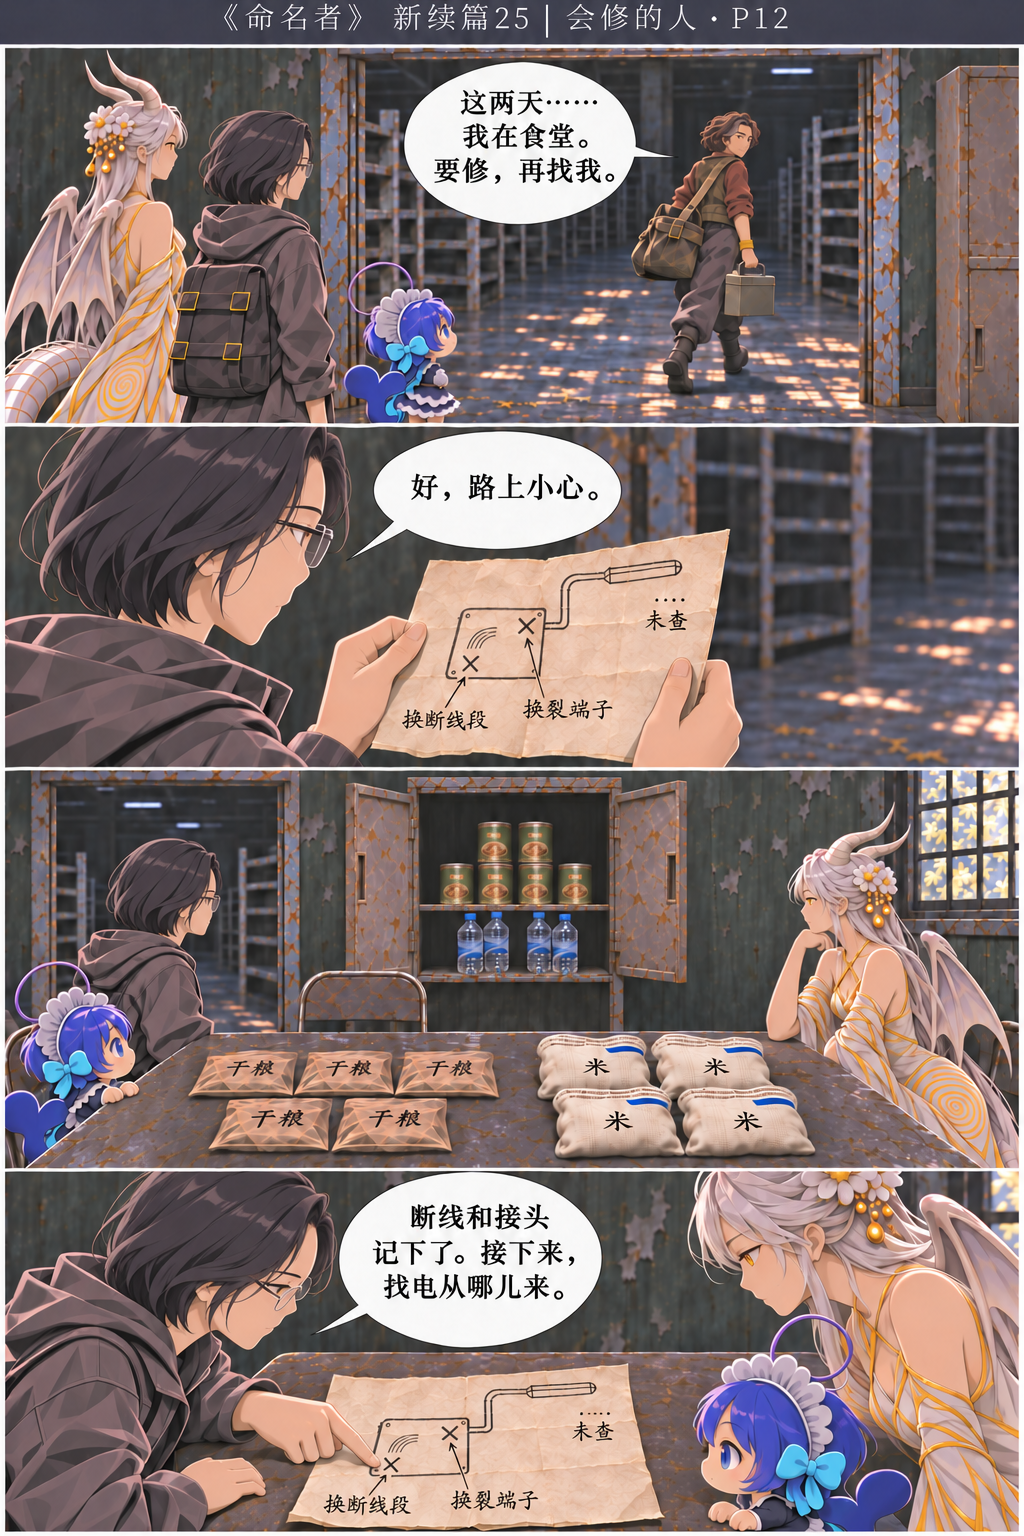 《命名者》 新续篇25 | 会修的人·P12
这两天……
我在食堂。
要修，再找我。
好，路上小心。
....
未查
换断线段
换裂端子
干粮
干粮
干粮
干粮
干粮
米
米
米
米
断线和接头
记下了。接下来，
找电从哪儿来。
.....
未查
换断线段
换裂端子